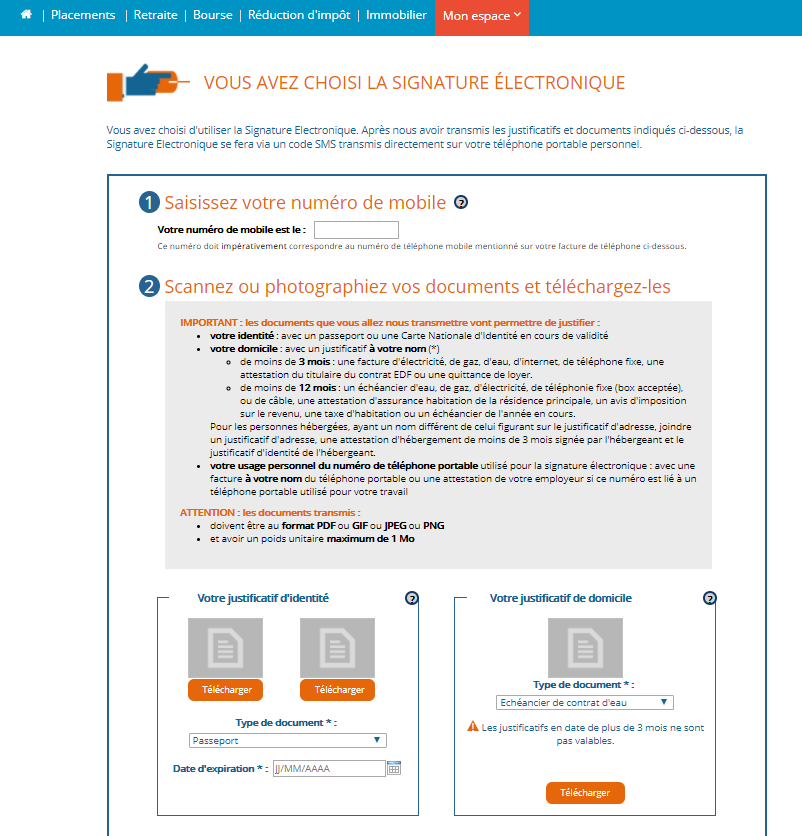 Placements | Retraite | Bourse | Réduction d'impôt | Immobilier Mon espace
VOUS AVEZ CHOISI LA SIGNATURE ÉLECTRONIQUE
Vous avez choisi d'utiliser la Signature Electronique. Après nous avoir transmis les justificatifs et documents indiqués ci-dessous, la
Signature Electronique se fera via un code SMS transmis directement sur votre téléphone portable personnel.
1 Saisissez votre numéro de mobile ?
Votre numéro de mobile est le :
Ce numéro doit impérativement correspondre au numéro de téléphone mobile mentionné sur votre facture de téléphone ci-dessous.
2 Scannez ou photographiez vos documents et téléchargez-les
IMPORTANT : les documents que vous allez nous transmettre vont permettre de justifier :
• votre identité : avec un passeport ou une Carte Nationale d'Identité en cours de validité
• votre domicile : avec un justificatif à votre nom (*)
de moins de 3 mois : une facture d'électricité, de gaz, d'eau, d'internet, de téléphone fixe, une
attestation du titulaire du contrat EDF ou une quittance de loyer.
de moins de 12 mois : un échéancier d'eau, de gaz, d'électricité, de téléphonie fixe (box acceptée),
ou de câble, une attestation d'assurance habitation de la résidence principale, un avis d'imposition
sur le revenu, une taxe d'habitation ou un échéancier de l'année en cours.
Pour les personnes hébergées, ayant un nom différent de celui figurant sur le justificatif d'adresse, joindre
un justificatif d'adresse, une attestation d'hébergement de moins de 3 mois signée par l'hébergeant et le
justificatif d'identité de l'hébergeant.
• votre usage personnel du numéro de téléphone portable utilisé pour la signature électronique : avec une
facture à votre nom du téléphone portable ou une attestation de votre employeur si ce numéro est lié à un
téléphone portable utilisé pour votre travail
ATTENTION : les documents transmis :
• doivent être au format PDF ou GIF ou JPEG ou PNG
• et avoir un poids unitaire maximum de 1 Mo
Votre justificatif d'identité ?
Télécharger Télécharger
Type de document * :
Passeport
Date d'expiration * : JJ/MM/AAAA
Votre justificatif de domicile ?
Type de document * :
Echéancier de contrat d'eau
Les justificatifs en date de plus de 3 mois ne sont
pas valables.
Télécharger